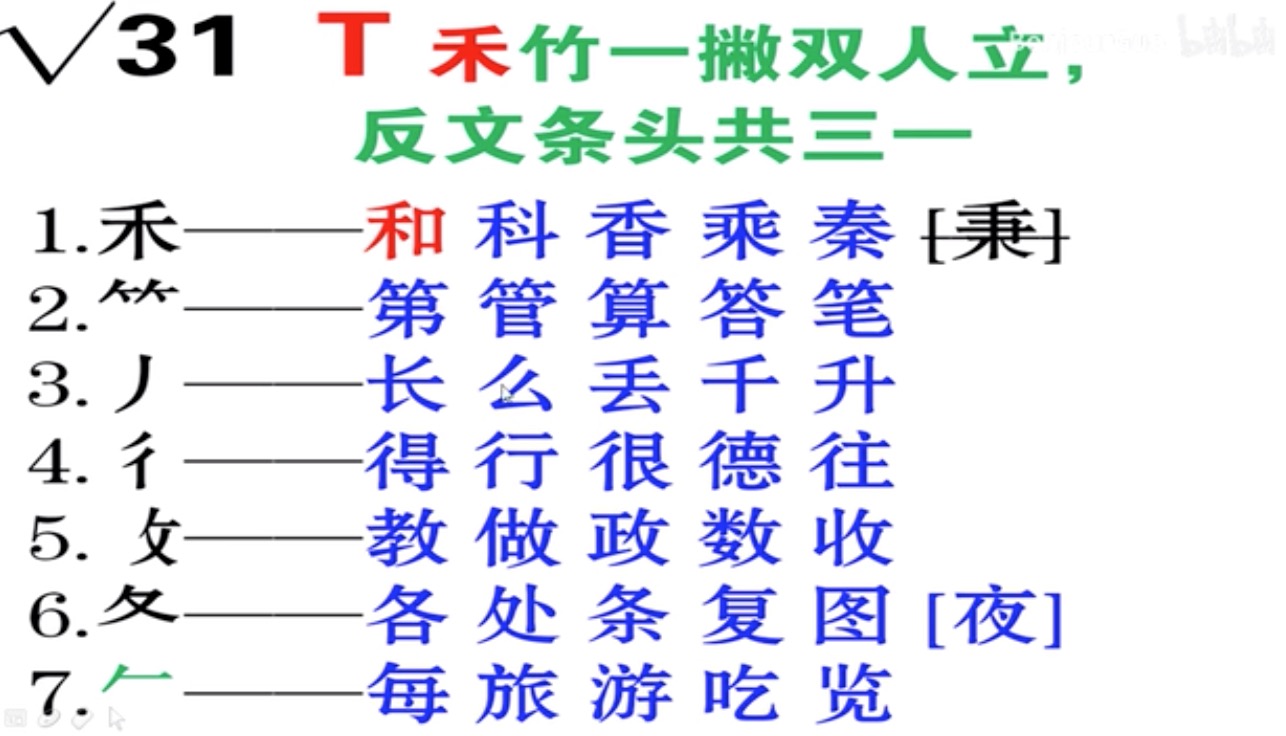 √31 T 禾竹一撇双人立,
反文条头共三一
1.禾——和 科 香 乘 秦 [秉]
2.⺮——第 管 算 答 笔
3.丿——长 么 丢 千 升
4.彳——得 行 很 德 往
5.攵——教 做 政 数 收
6.夂——各 处 条 复 图 [夜]
7.𠂉——每 旅 游 吃 览
bilibili